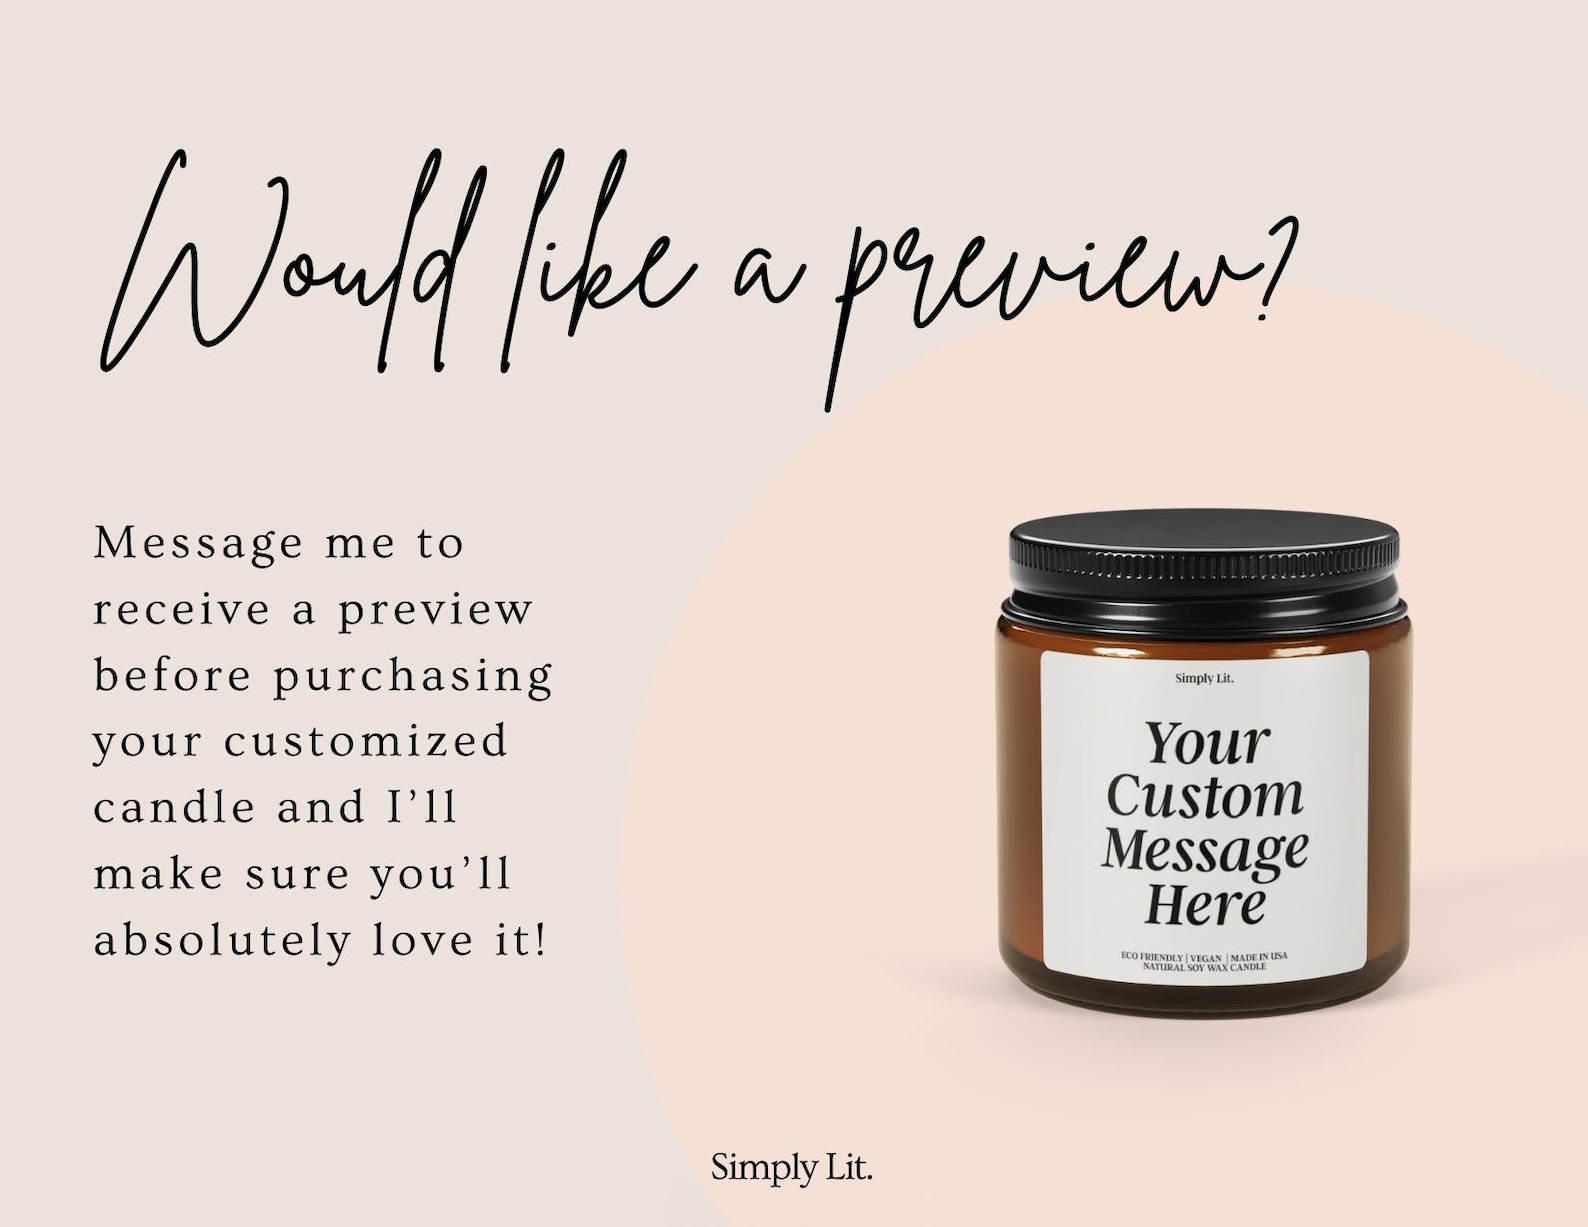 Would like a preview?
Message me to
receive a preview
before purchasing
your customized
candle and I’ll
make sure you’ll
absolutely love it!
Simply Lit.
Your
Custom
Message
Here
ECO FRIENDLY | VEGAN | MADE IN USA
NATURAL SOY WAX CANDLE
Simply Lit.